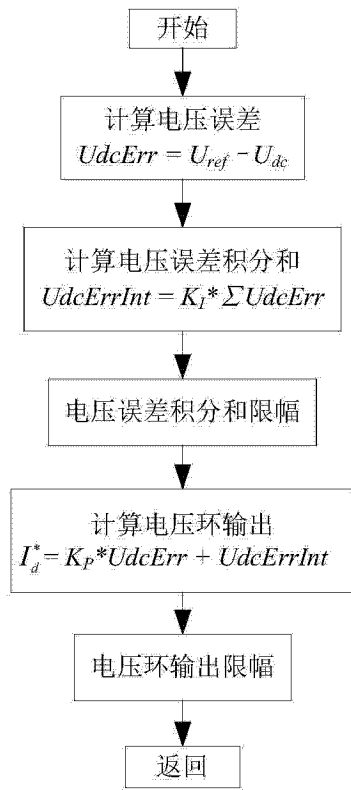 开始
计算电压误差
UdcErr = U_ref - U_dc
计算电压误差积分和
UdcErrInt = K_I*∑UdcErr
电压误差积分和限幅
计算电压环输出
I_d^* = K_P*UdcErr + UdcErrInt
电压环输出限幅
返回